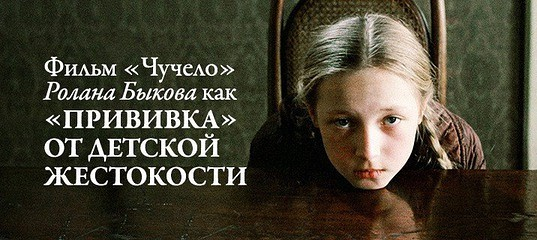 Фильм «Чучело»
Ролана Быкова как
«ПРИВИВКА»
ОТ ДЕТСКОЙ
ЖЕСТОКОСТИ